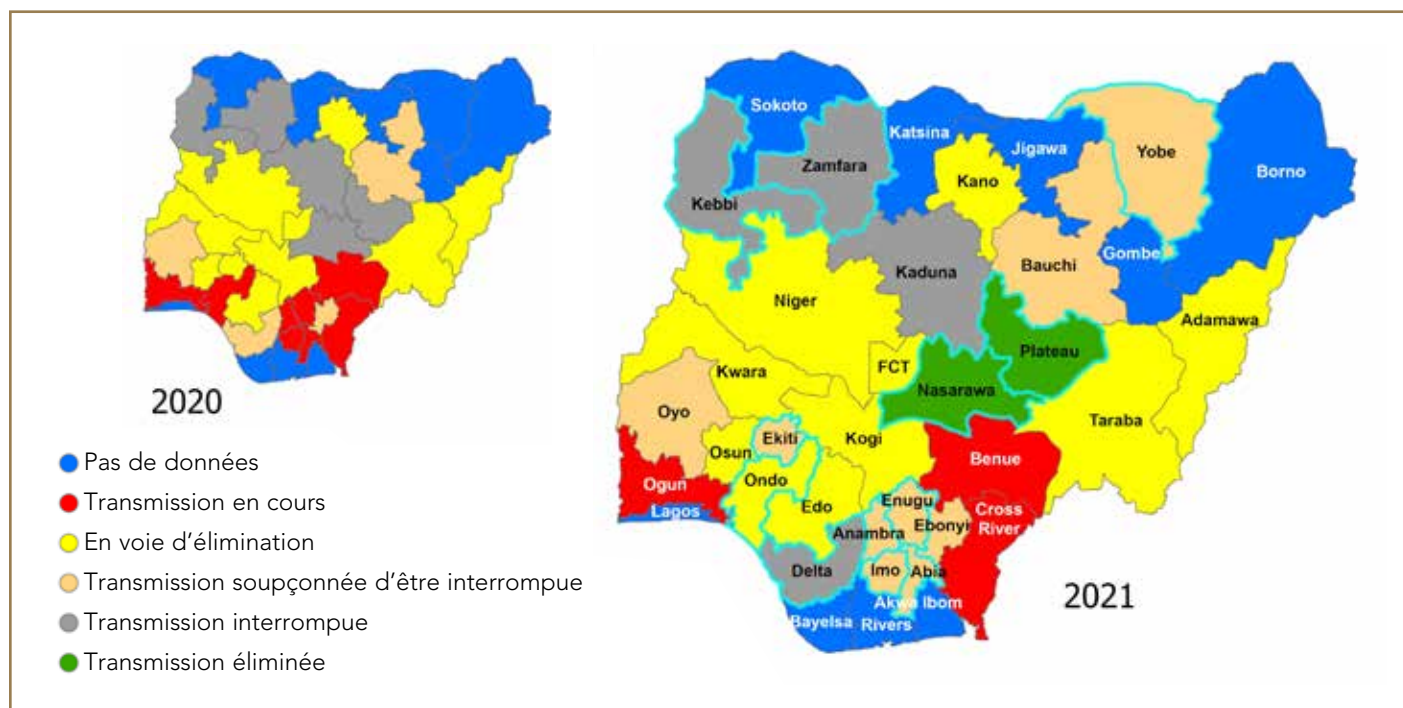 2020
Pas de données
Transmission en cours
En voie d'élimination
Transmission soupçonnée d'être interrompue
Transmission interrompue
Transmission éliminée
Sokoto
Katsina
Jigawa
Yobe
Borno
Zamfara
Kano
Kebbi
Gombe
Kaduna
Bauchi
Niger
Adamawa
Plateau
FCT
Kwara
Nasarawa
Oyo
Taraba
Ekiti
Kogi
Osun
Benue
Ogun
Ondo
Lagos
Edo
Enugu
Cross
River
Ebonyi
Anambra
Delta
Imo
Abia
Akwa Ibom
Bayelsa
Rivers
2021